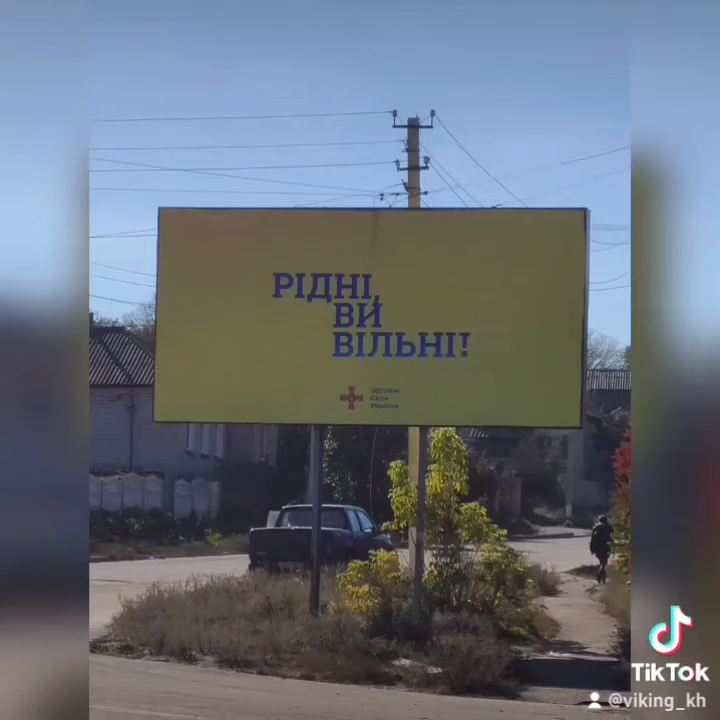 РІДНІ,
ВИ
ВІЛЬНІ!
Збройні
Сили
України
TikTok
@viking_kh